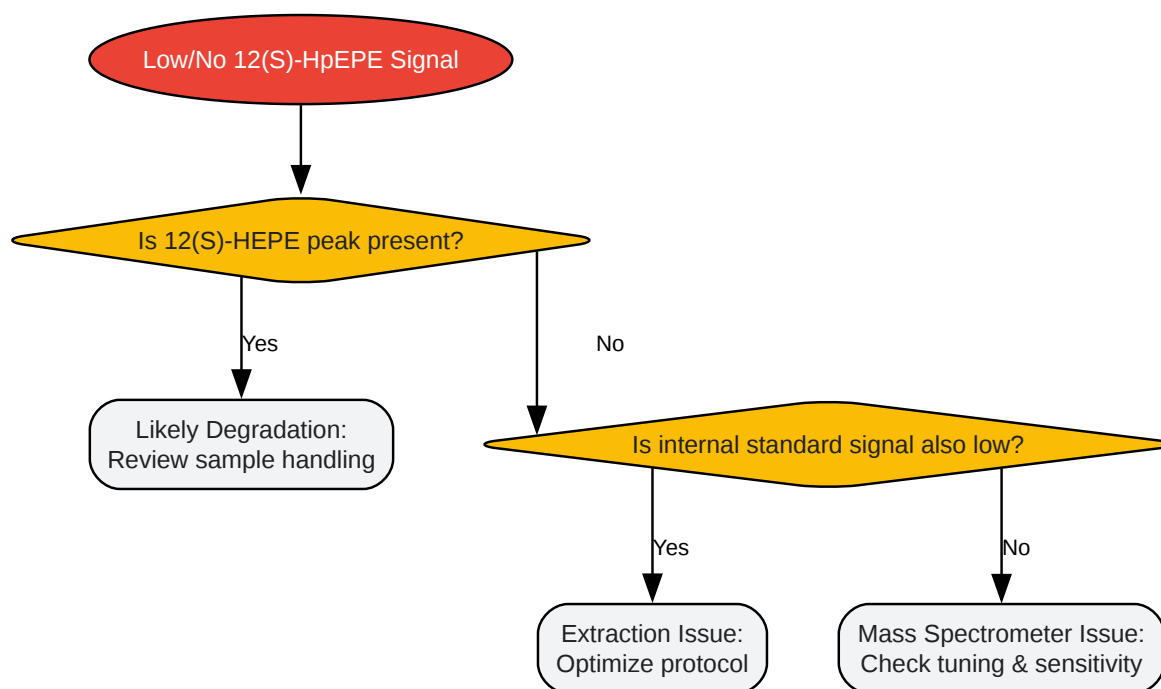 Low/No 12(S)-HpEPE Signal
Is 12(S)-HEPE peak present?
Yes
No
Likely Degradation:
Review sample handling
Is internal standard signal also low?
Yes
No
Extraction Issue:
Optimize protocol
Mass Spectrometer Issue:
Check tuning & sensitivity